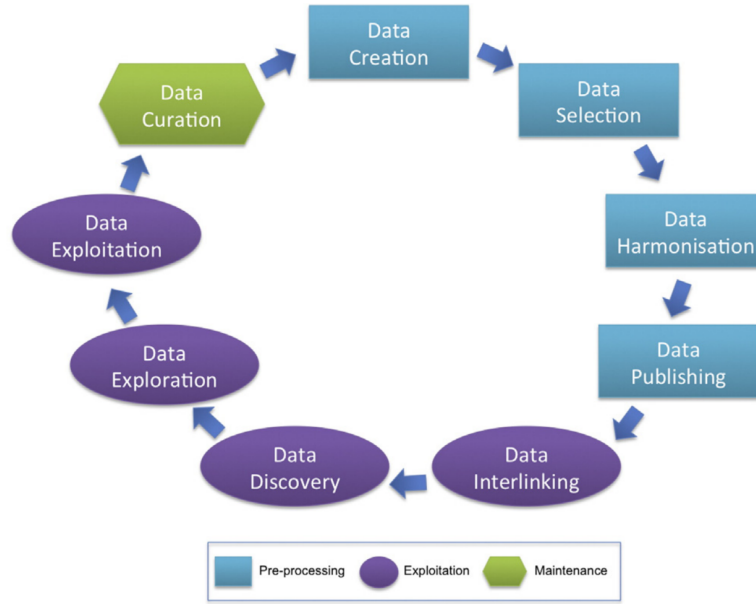 Data
Creation
Data
Selection
Data
Harmonisation
Data
Publishing
Data
Interlinking
Data
Discovery
Data
Exploration
Data
Exploitation
Data
Curation
Pre-processing
Exploitation
Maintenance